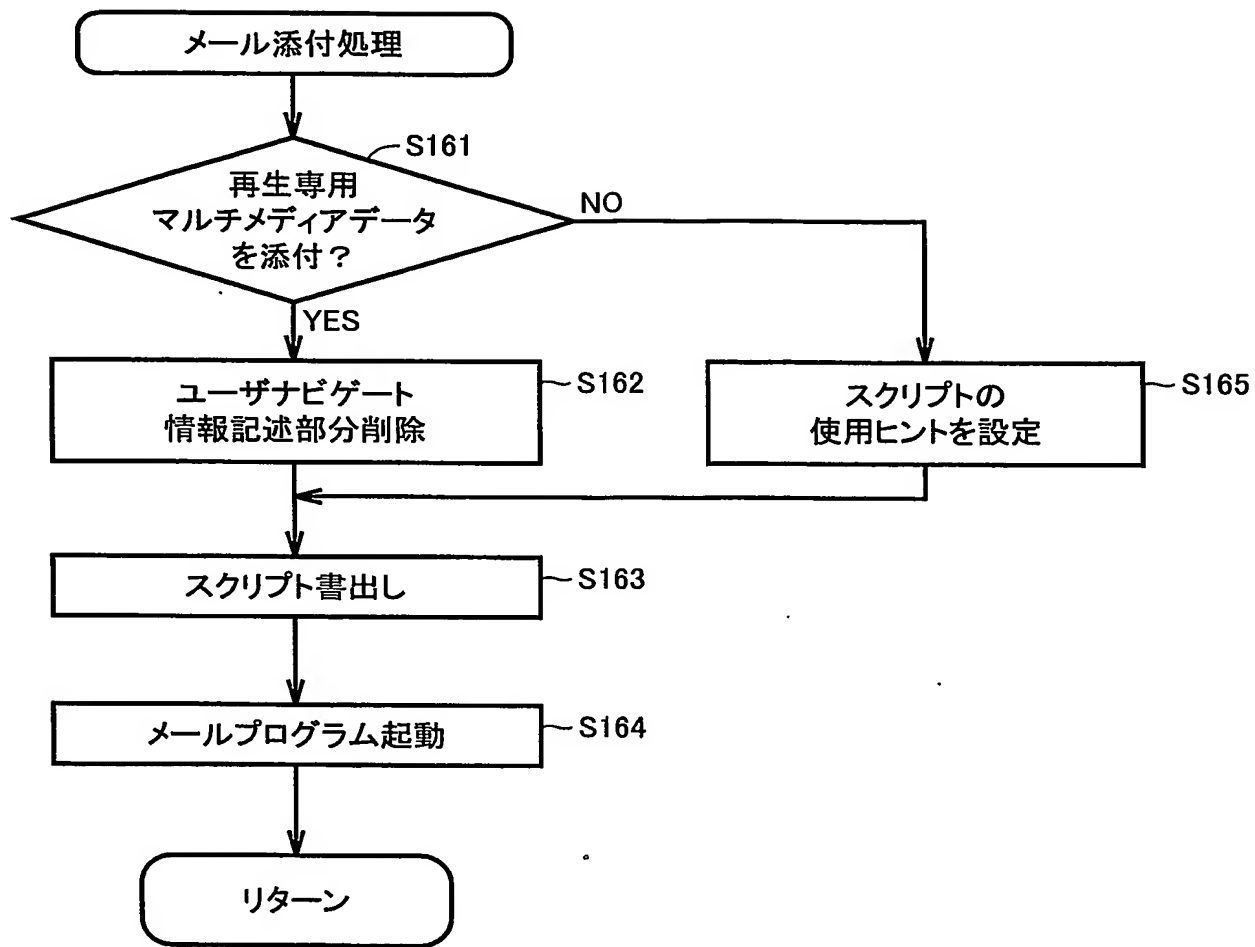 メール添付処理
S161
再生専用
マルチメディアデータ
を添付？
NO
YES
ユーザナビゲート
情報記述部分削除
S162
スクリプトの
使用ヒントを設定
S165
スクリプト書出し
S163
メールプログラム起動
S164
リターン